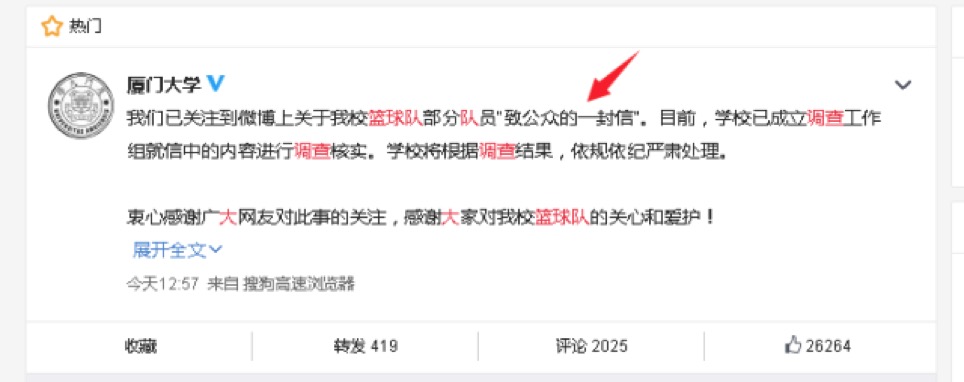 热门
厦门大学
我们已关注到微博上关于我校篮球队部分队员"致公众的一封信"。目前，学校已成立调查工作
组就信中的内容进行调查核实。学校将根据调查结果，依规依纪严肃处理。
衷心感谢广大网友对此事的关注，感谢大家对我校篮球队的关心和爱护！
展开全文
今天12:57 来自 搜狗高速浏览器
收藏 转发 419 评论 2025 26264